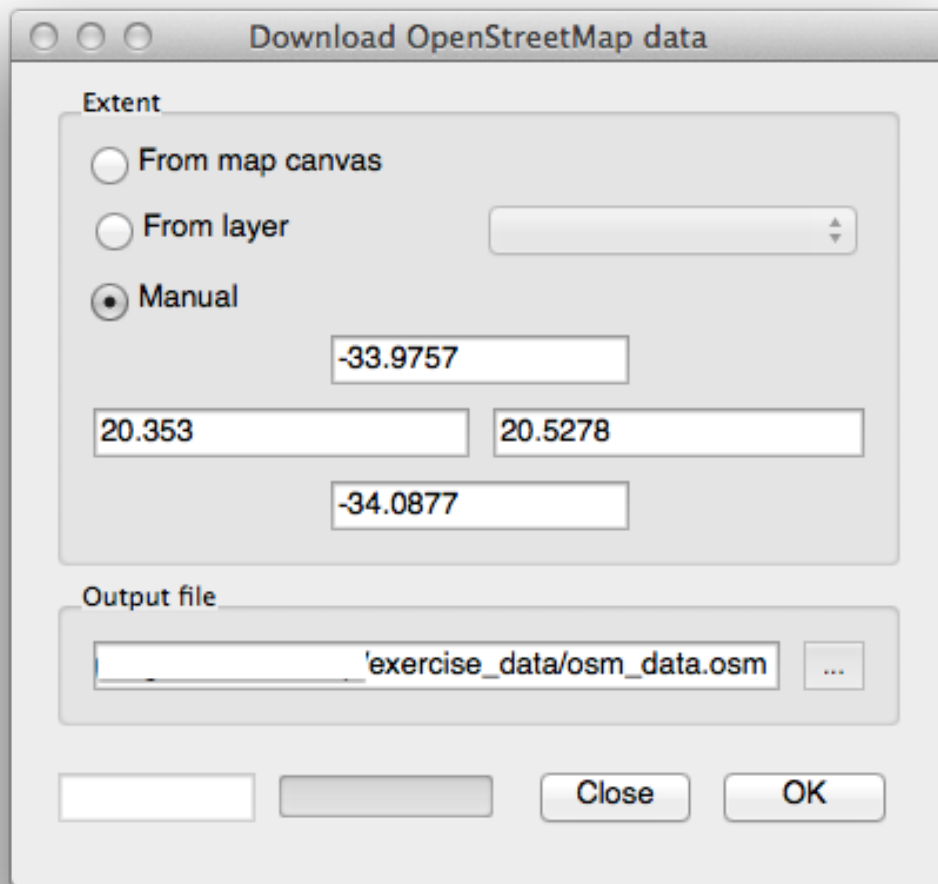 Download OpenStreetMap data
Extent
From map canvas
From layer
Manual
-33.9757
20.353 20.5278
-34.0877
Output file
/exercise_data/osm_data.osm ...
Close OK